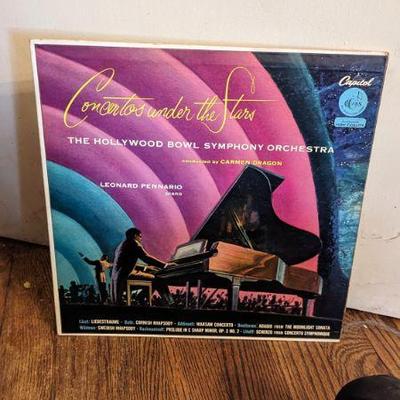 Concertos under the Stars
Capitol
THE HOLLYWOOD BOWL SYMPHONY ORCHESTRA
conducted by CARMEN DRAGON
LEONARD PENNARIO
piano
Liszt: LIEBESTRAUME • Bath: CORNISH RHAPSODY • Addinsell: WARSAW CONCERTO • Beethoven: ADAGIO FROM THE MOONLIGHT SONATA
Wildman: SWEDISH RHAPSODY • Rachmaninoff: PRELUDE IN C SHARP MINOR, OP. 3 NO. 2 • Litolff: SCHERZO FROM CONCERTO SYMPHONIQUE